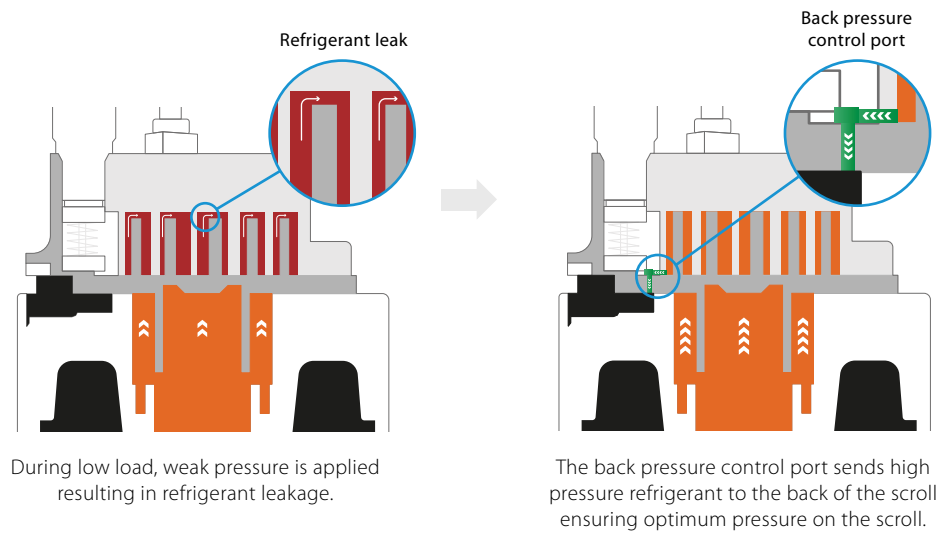 Refrigerant leak
Back pressure
control port
During low load, weak pressure is applied
resulting in refrigerant leakage.
The back pressure control port sends high
pressure refrigerant to the back of the scroll
ensuring optimum pressure on the scroll.